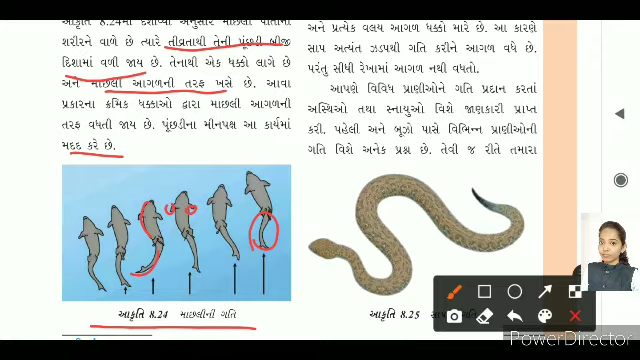 આકૃતિ 8.24માં દર્શાવ્યા અનુસાર માછલી પોતાના
શરીરને વાળે છે ત્યારે તીવ્રતાથી તેની પૂંછડી બીજી
દિશામાં વળી જાય છે. તેનાથી એક ધક્કો લાગે છે
અને માછલી આગળની તરફ ખસે છે. આવા
પ્રકારના ક્રમિક ધક્કાઓ દ્વારા માછલી આગળની
તરફ વધતી જાય છે. પૂંછડીના મીનપક્ષ આ કાર્યમાં
મદદ કરે છે.
આકૃતિ 8.24 માછલીની ગતિ
અને પ્રત્યેક વલય આગળ ધક્કો મારે છે. આ કારણે
સાપ અત્યંત ઝડપથી ગતિ કરીને આગળ વધે છે.
પરંતુ સીધી રેખામાં આગળ નથી વધતો.
આપણે વિવિધ પ્રાણીઓને ગતિ પ્રદાન કરતાં
અસ્થિઓ તથા સ્નાયુઓ વિશે જાણકારી પ્રાપ્ત
કરી. પહેલી અને બૂઝો પાસે વિભિન્ન પ્રાણીઓની
ગતિ વિશે અનેક પ્રશ્ન છે. તેવી જ રીતે તમારા
આકૃતિ 8.25 સાપની ગતિ
PowerDirector